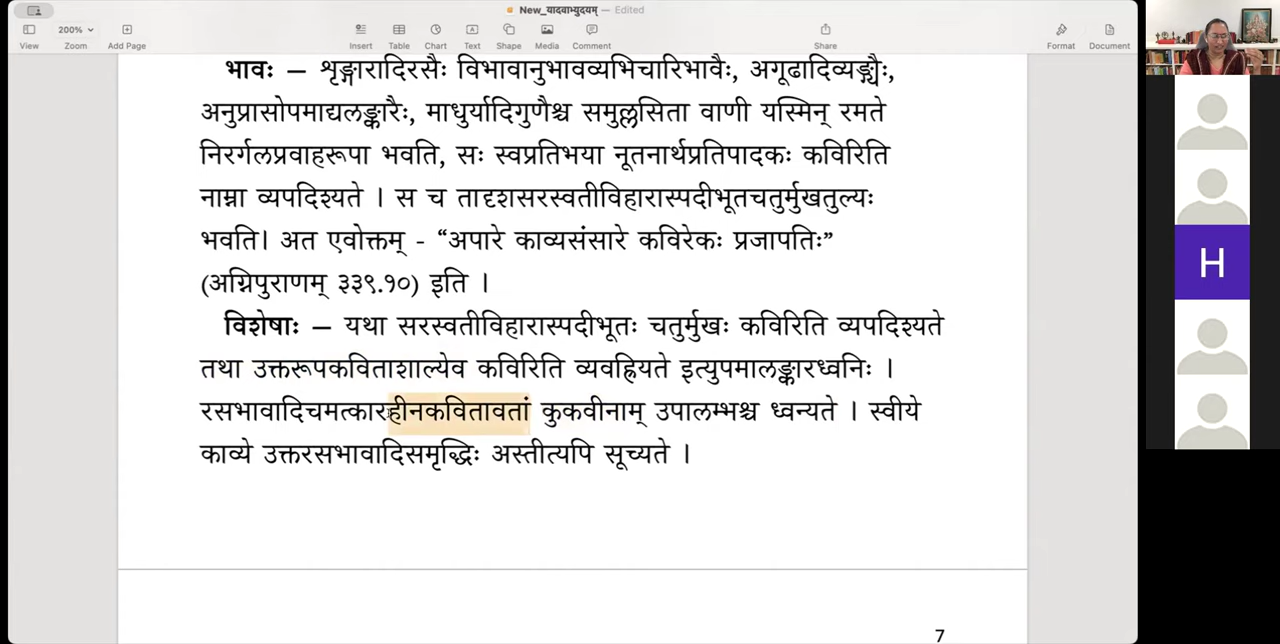 New_यादवाभ्युदयम् — Edited
200%
View Zoom Add Page Insert Table Chart Text Shape Media Comment Share Format Document
भावः — शृङ्गारादिरसैः विभावानुभावव्यभिचारिभावैः, अगूढादिव्यङ्ग्यैः,
अनुप्रासोपमाद्यलङ्कारैः, माधुर्यादिगुणैश्च समुल्लसिता वाणी यस्मिन् रमते
निरर्गलप्रवाहरूपा भवति, सः स्वप्रतिभया नूतनार्थप्रतिपादकः कविरिति
नाम्ना व्यपदिश्यते । स च तादृशसरस्वतीविहारास्पदीभूतचतुर्मुखतुल्यः
भवति। अत एवोक्तम् - “अपारे काव्यसंसारे कविरेकः प्रजापतिः”
(अग्निपुराणम् ३३९.१०) इति ।
विशेषाः — यथा सरस्वतीविहारास्पदीभूतः चतुर्मुखः कविरिति व्यपदिश्यते
तथा उक्तरूपकविताशाल्येव कविरिति व्यवह्रियते इत्युपमालङ्कारध्वनिः ।
रसभावादिचमत्कारहीनकवितावतां कुकवीनाम् उपालम्भश्च ध्वन्यते । स्वीये
काव्ये उक्तरसभावादिसमृद्धिः अस्तीत्यपि सूच्यते ।
7
H